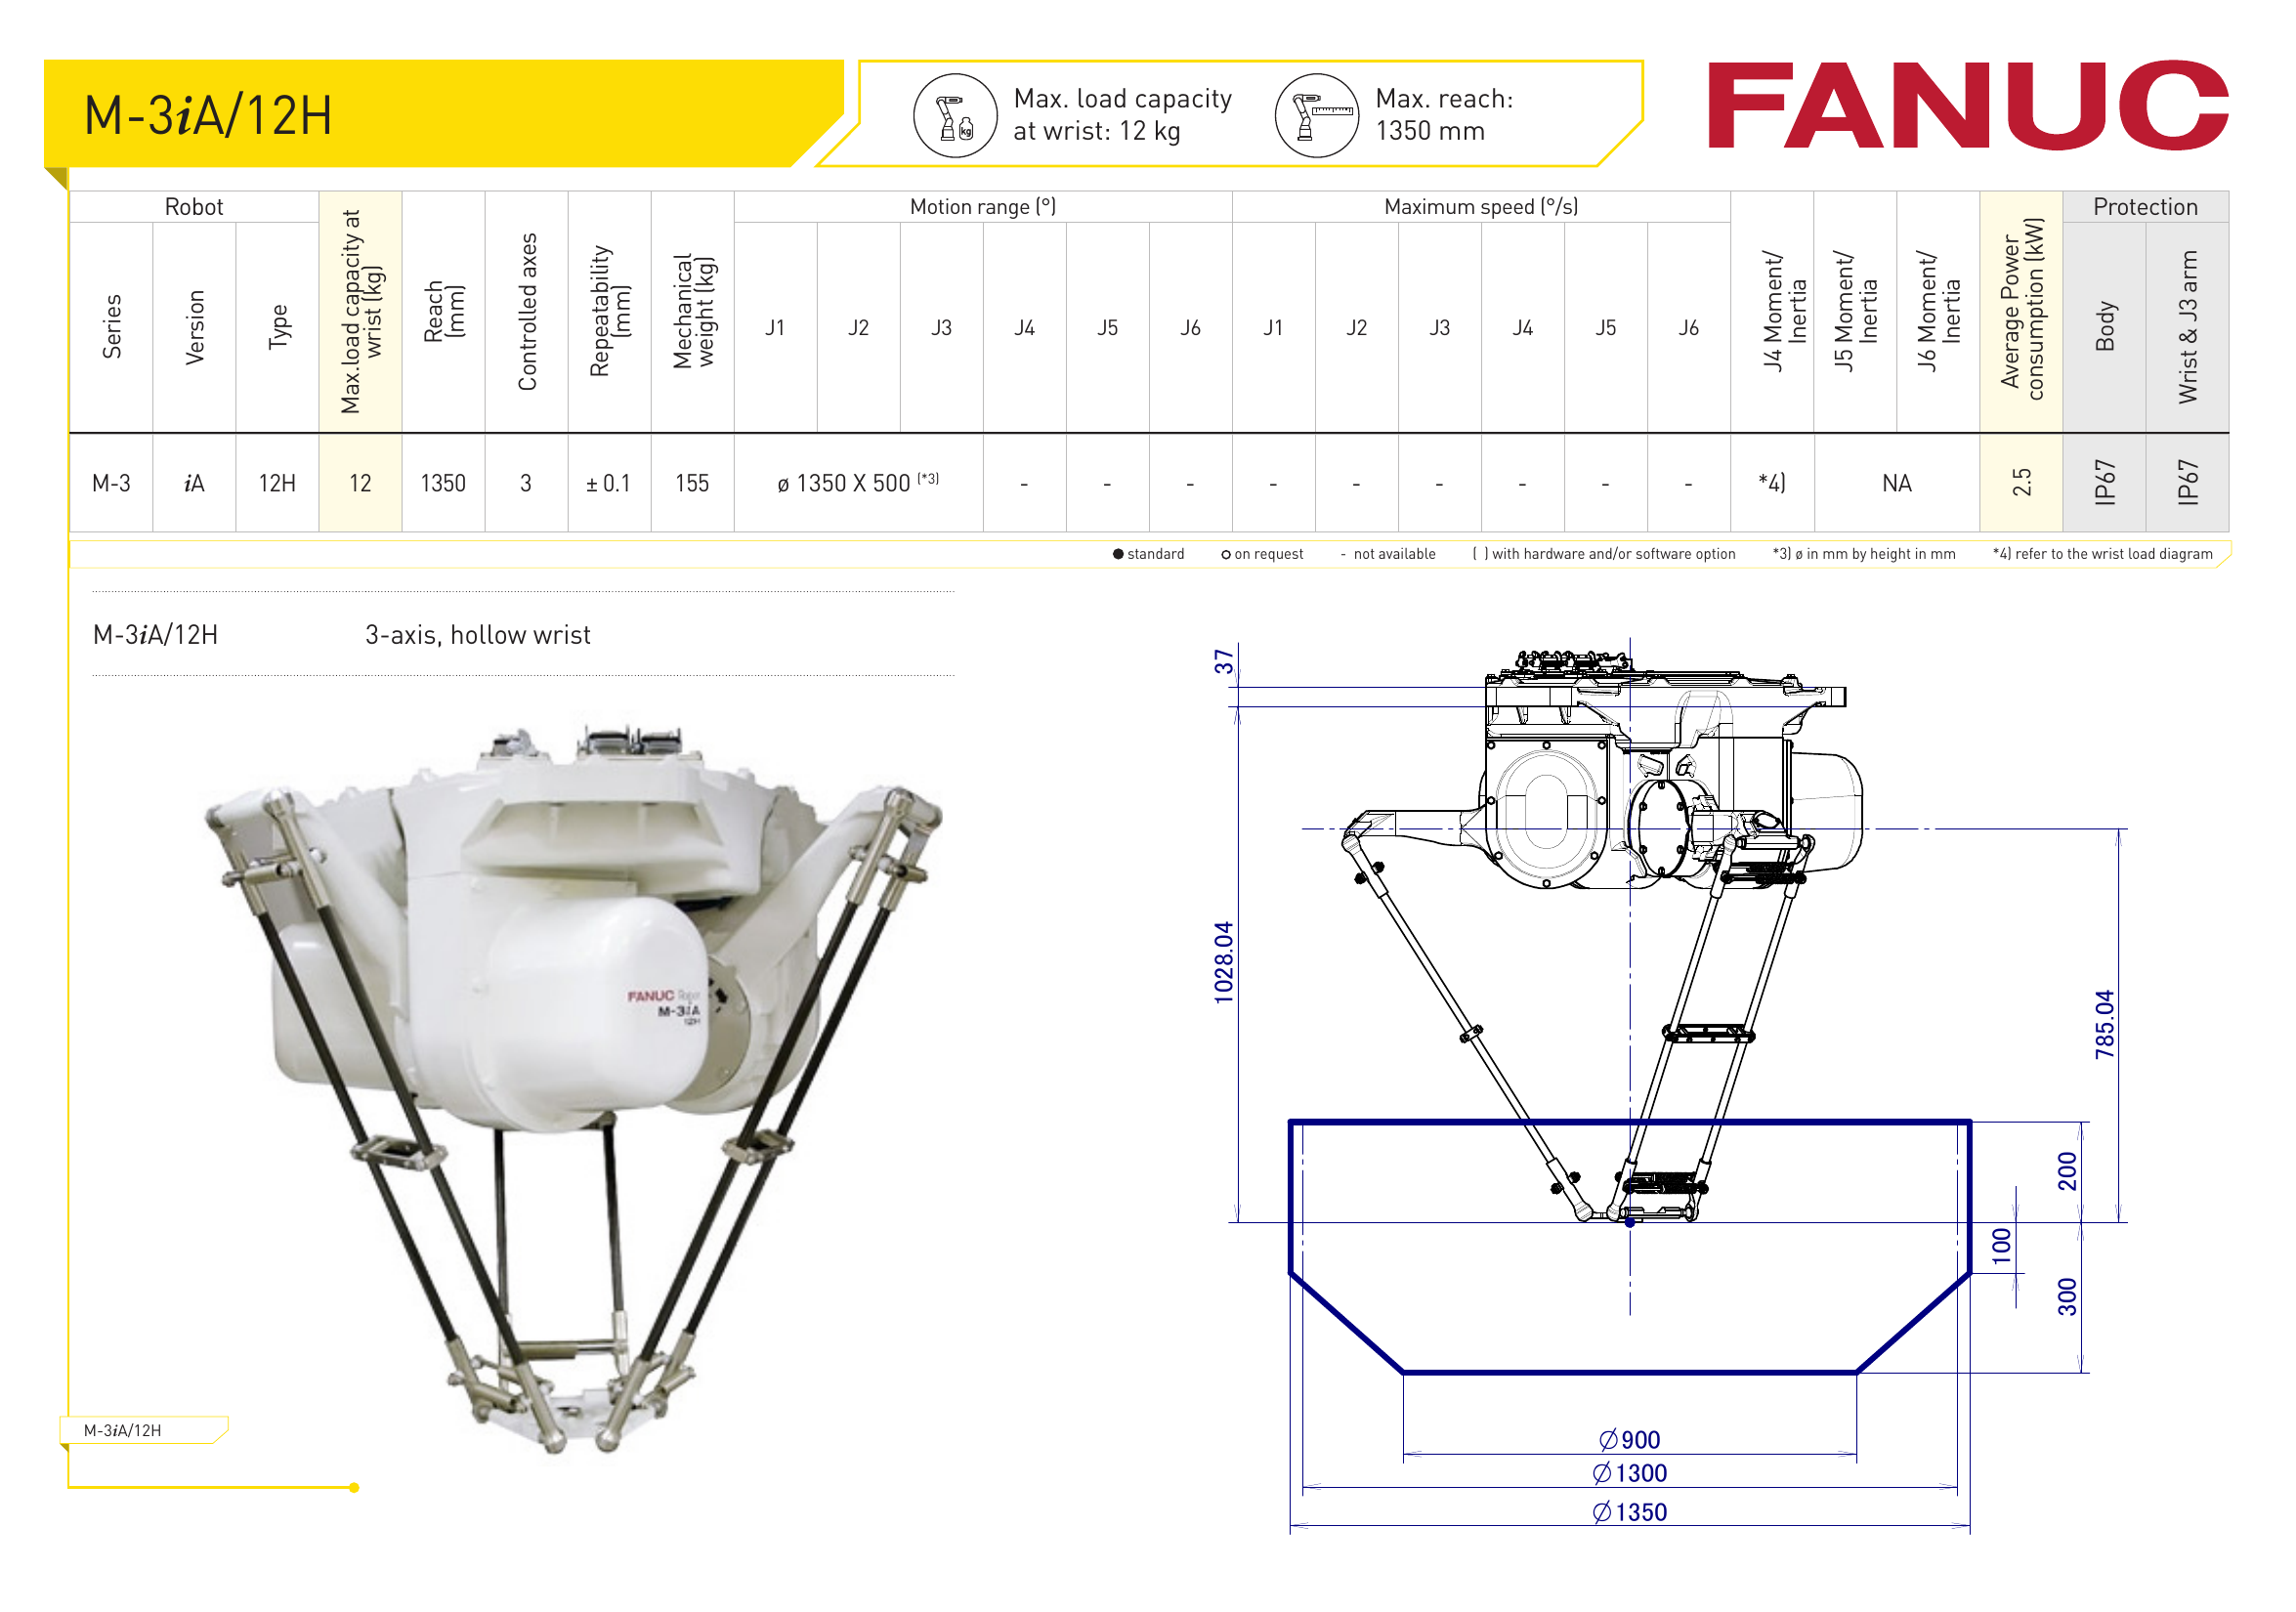 M-3iA/12H
Max. load capacity
at wrist: 12 kg
Max. reach:
1350 mm
FANUC
kg
Robot
Series
Version
Type
Max.load capacity at
wrist (kg)
Reach
(mm)
Controlled axes
Repeatability
(mm)
Mechanical
weight (kg)
Motion range (°)
J1 J2 J3 J4 J5 J6
Maximum speed (°/s)
J1 J2 J3 J4 J5 J6
J4 Moment/
Inertia
J5 Moment/
Inertia
J6 Moment/
Inertia
Average Power
consumption (kW)
Protection
Body
Wrist & J3 arm
M-3 iA 12H 12 1350 3 ± 0.1 155 ø 1350 X 500 (*3) - - - - - - - - - *4) NA 2.5 IP67 IP67
● standard ○ on request - not available ( ) with hardware and/or software option *3) ø in mm by height in mm *4) refer to the wrist load diagram
M-3iA/12H 3-axis, hollow wrist
FANUC Robot
M-3iA
12H
37
1028.04
785.04
200
100
300
∅900
∅1300
∅1350
M-3iA/12H